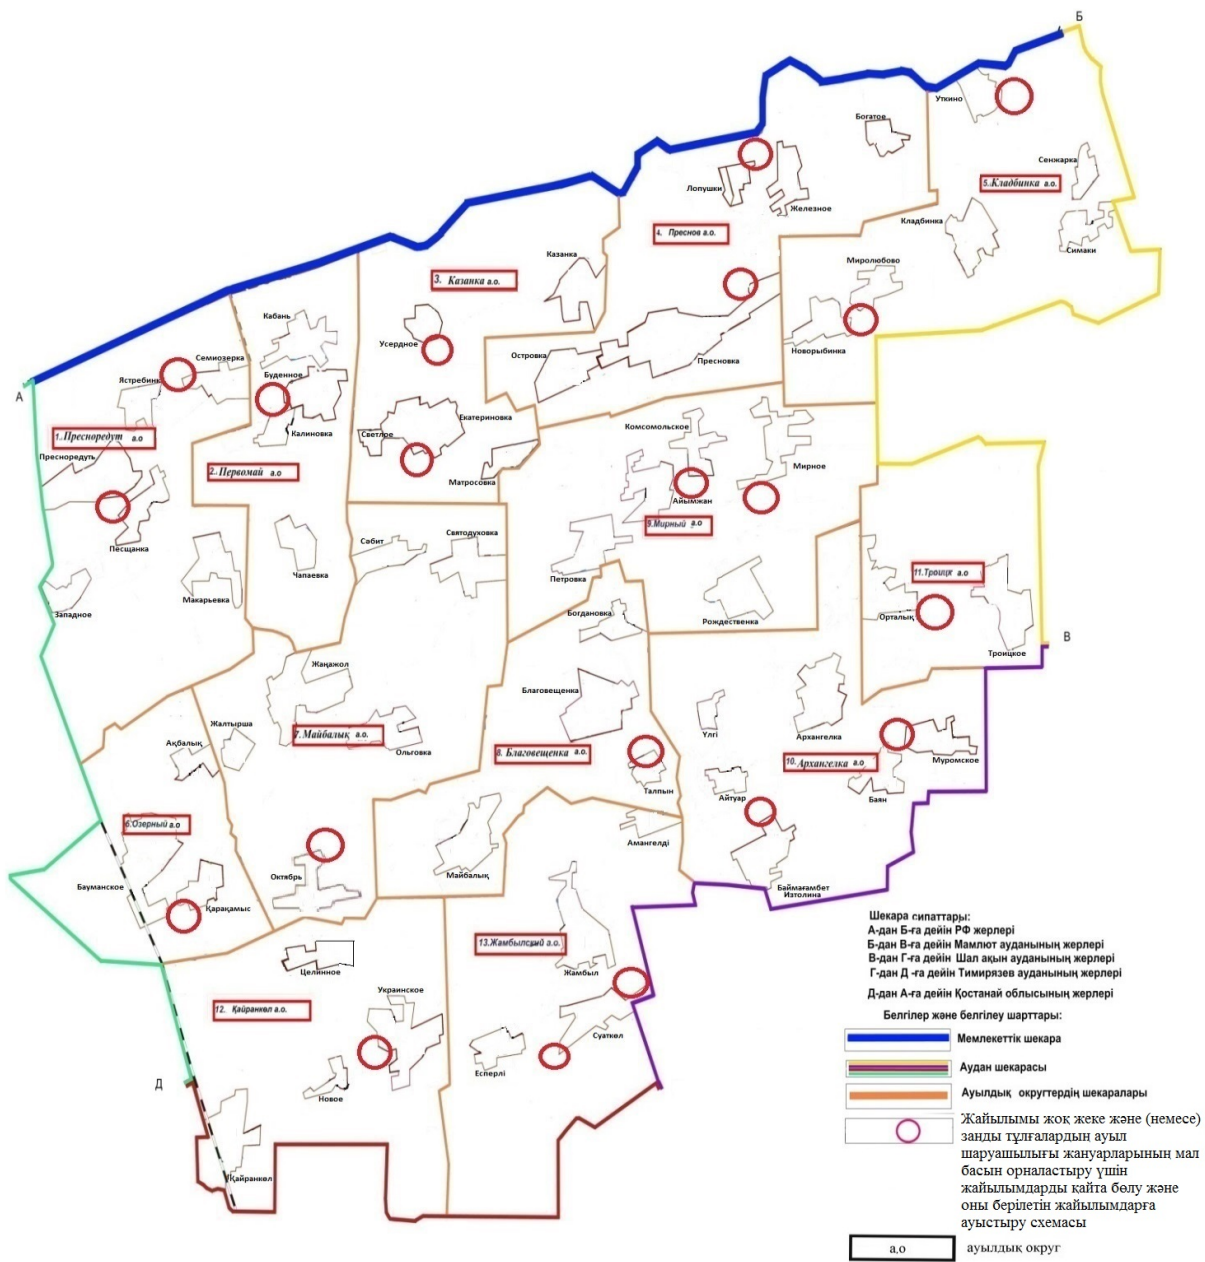 Б
Уткино
Богатое
Сенжарка
5. Кладбинка а.о.
Лопушки
Железное
Кладбинка
4. Преснов а.о.
Симаки
Казанка
Миролюбово
3. Казанка а.о.
Кабань
Усердное
Новорыбинка
Семиозерка
Островка
Пресновка
Ястребинка
Буденное
А
Екатериновка
Светлое
Калиновка
Комсомольское
1. Пресноредут а.о
Пресноредуть
2. Первомай а.о
Мирное
Матросовка
Айымжан
9.Мирный а.о
Песщанка
Святодуховка
Сәбит
Чапаевка
Петровка
11.Троицк а.о
Макарьевка
Западное
Богдановка
Рождественка
Орталық
Троицкое
В
Жаңажол
Благовещенка
Жалтырша
Үлгі
Архангелка
7.Майбалық а.о.
Ақбалық
Ольговка
8. Благовещенка а.о.
10. Архангелка а.о
Муромское
Талпын
Айтуар
Баян
6.Озерный а.о
Амангелді
Майбалық
Октябрь
Бауманское
Қарақамыс
Баймағамбет
Изтолина
13.Жамбылский а.о.
Целинное
Жамбыл
Украинское
12. Қайранкөл а.о.
Суаткөл
Есперлі
Д
Новое
Қайранкөл
Шекара сипаттары:
А-дан Б-ға дейін РФ жерлері
Б-дан В-ға дейін Мамлют ауданының жерлері
В-дан Г-ға дейін Шал ақын ауданының жерлері
Г-дан Д -ға дейін Тимирязев ауданының жерлері
Д-дан А-ға дейін Қостанай облысының жерлері
Белгілер және белгілеу шарттары:
Мемлекеттік шекара
Аудан шекарасы
Ауылдық округтердің шекаралары
Жайылымы жоқ жеке және (немесе)
занды тұлғалардың ауыл
шаруашылығы жануарларының мал
басын орналастыру үшін
жайылымдарды қайта бөлу және
оны берілетін жайылымдарға
ауыстыру схемасы
а,о
ауылдық округ